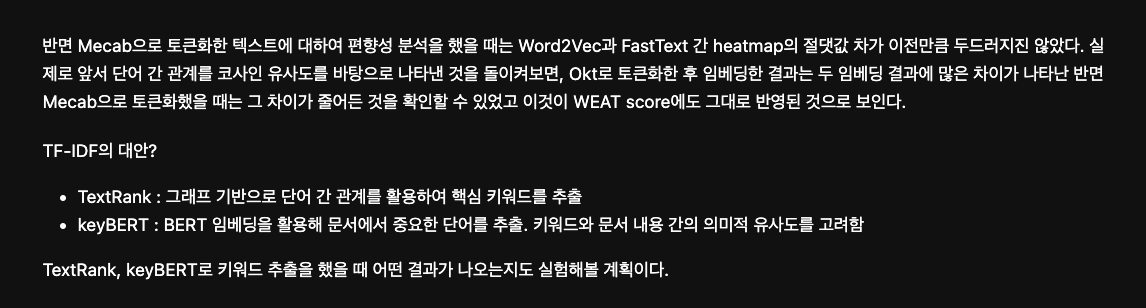 반면 Mecab으로 토큰화한 텍스트에 대하여 편향성 분석을 했을 때는 Word2Vec과 FastText 간 heatmap의 절댓값 차가 이전만큼 두드러지진 않았다. 실
제로 앞서 단어 간 관계를 코사인 유사도를 바탕으로 나타낸 것을 돌이켜보면, Okt로 토큰화한 후 임베딩한 결과는 두 임베딩 결과에 많은 차이가 나타난 반면
Mecab으로 토큰화했을 때는 그 차이가 줄어든 것을 확인할 수 있었고 이것이 WEAT score에도 그대로 반영된 것으로 보인다.
TF-IDF의 대안?
• TextRank : 그래프 기반으로 단어 간 관계를 활용하여 핵심 키워드를 추출
• keyBERT : BERT 임베딩을 활용해 문서에서 중요한 단어를 추출. 키워드와 문서 내용 간의 의미적 유사도를 고려함
TextRank, keyBERT로 키워드 추출을 했을 때 어떤 결과가 나오는지도 실험해볼 계획이다.